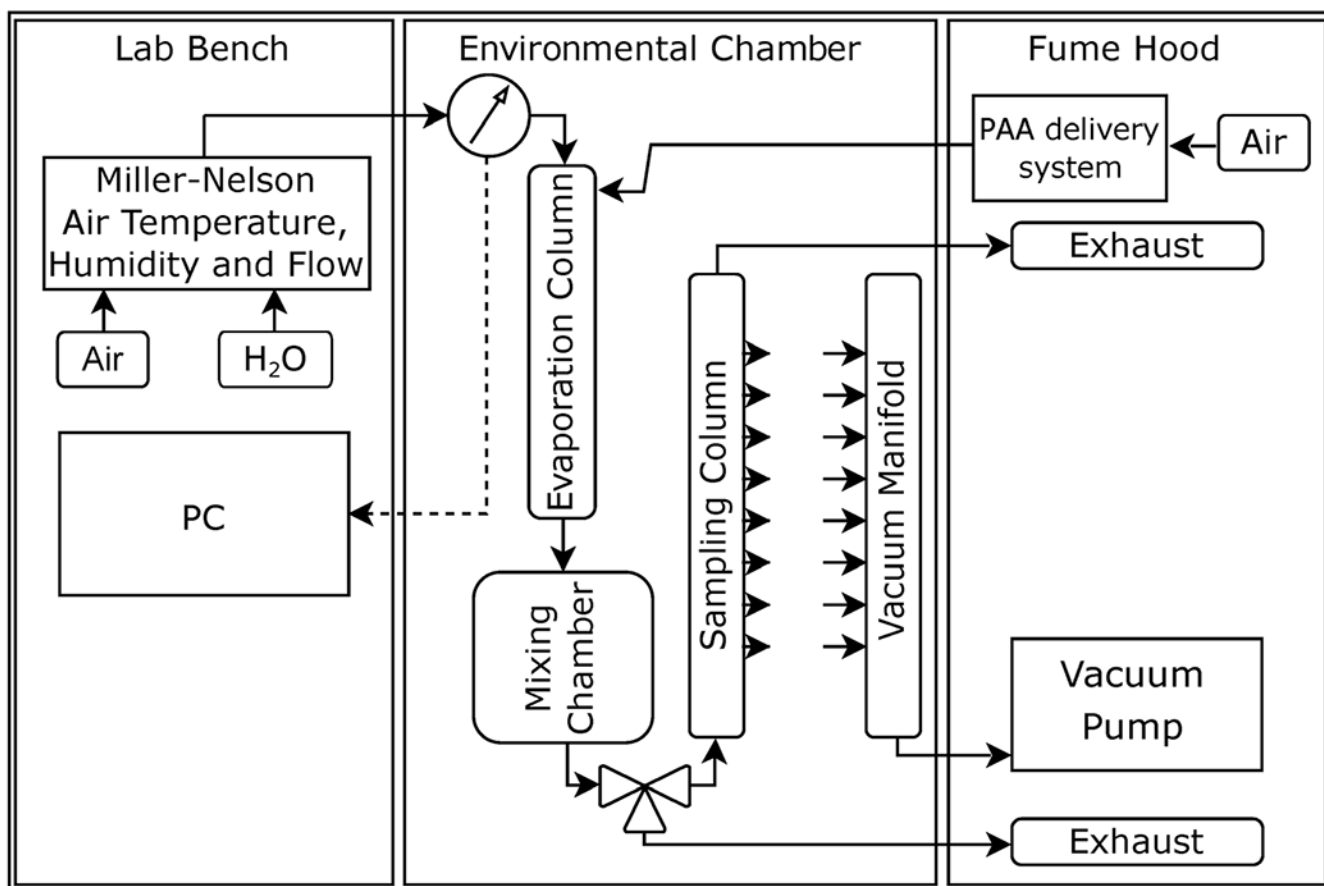 Lab Bench
Miller-Nelson
Air Temperature,
Humidity and Flow
Air
H₂O
PC
Environmental Chamber
Evaporation Column
Mixing
Chamber
Sampling Column
Vacuum Manifold
Fume Hood
PAA delivery
system
Air
Exhaust
Vacuum
Pump
Exhaust